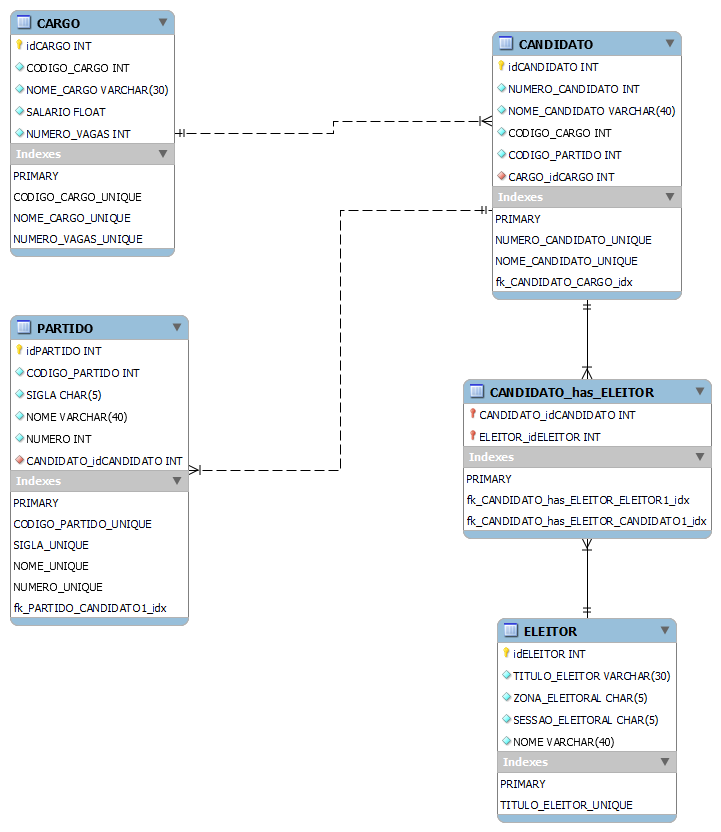 CARGO
idCARGO INT
CODIGO_CARGO INT
NOME_CARGO VARCHAR(30)
SALARIO FLOAT
NUMERO_VAGAS INT
Indexes
PRIMARY
CODIGO_CARGO_UNIQUE
NOME_CARGO_UNIQUE
NUMERO_VAGAS_UNIQUE
CANDIDATO
idCANDIDATO INT
NUMERO_CANDIDATO INT
NOME_CANDIDATO VARCHAR(40)
CODIGO_CARGO INT
CODIGO_PARTIDO INT
CARGO_idCARGO INT
Indexes
PRIMARY
NUMERO_CANDIDATO_UNIQUE
NOME_CANDIDATO_UNIQUE
fk_CANDIDATO_CARGO_idx
PARTIDO
idPARTIDO INT
CODIGO_PARTIDO INT
SIGLA CHAR(5)
NOME VARCHAR(40)
NUMERO INT
CANDIDATO_idCANDIDATO INT
Indexes
PRIMARY
CODIGO_PARTIDO_UNIQUE
SIGLA_UNIQUE
NOME_UNIQUE
NUMERO_UNIQUE
fk_PARTIDO_CANDIDATO1_idx
CANDIDATO_has_ELEITOR
CANDIDATO_idCANDIDATO INT
ELEITOR_idELEITOR INT
Indexes
PRIMARY
fk_CANDIDATO_has_ELEITOR_ELEITOR1_idx
fk_CANDIDATO_has_ELEITOR_CANDIDATO1_idx
ELEITOR
idELEITOR INT
TITULO_ELEITOR VARCHAR(30)
ZONA_ELEITORAL CHAR(5)
SESSAO_ELEITORAL CHAR(5)
NOME VARCHAR(40)
Indexes
PRIMARY
TITULO_ELEITOR_UNIQUE